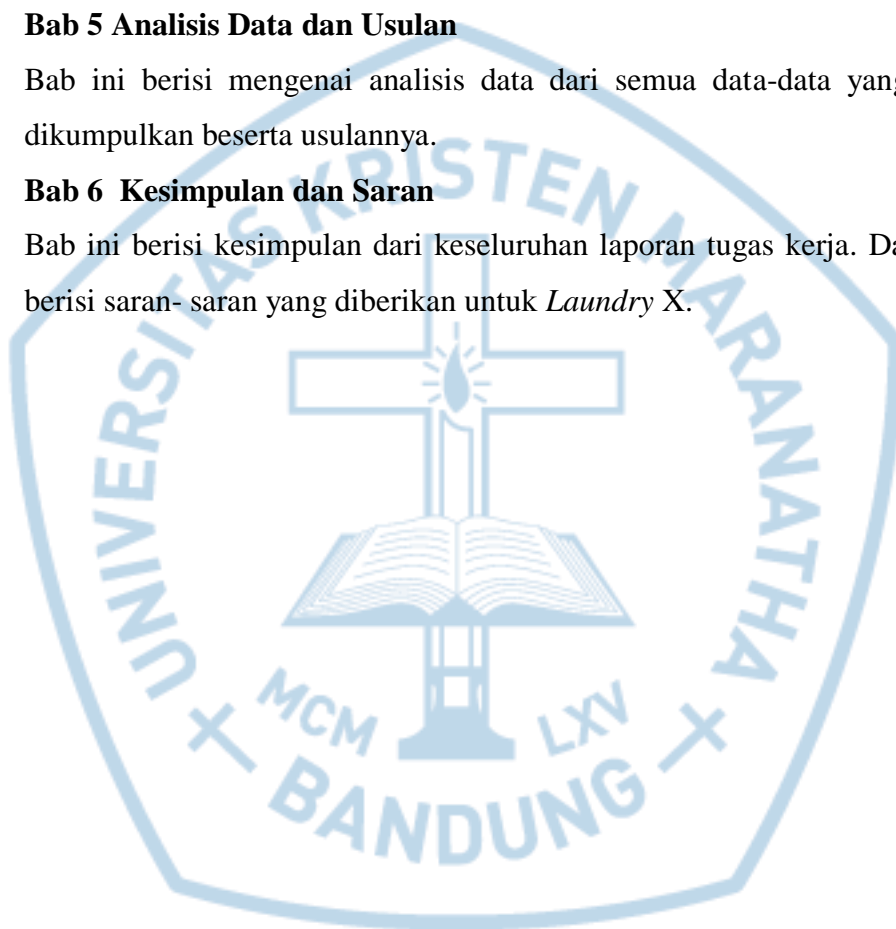 Bab 5 Analisis Data dan Usulan
Bab ini berisi mengenai analisis data dari semua data-data yang
dikumpulkan beserta usulannya.
Bab 6 Kesimpulan dan Saran
Bab ini berisi kesimpulan dari keseluruhan laporan tugas kerja. Da
berisi saran- saran yang diberikan untuk Laundry X.
UNIVERSITAS KRISTEN MARANATHA
MCM LXV
BANDUNG